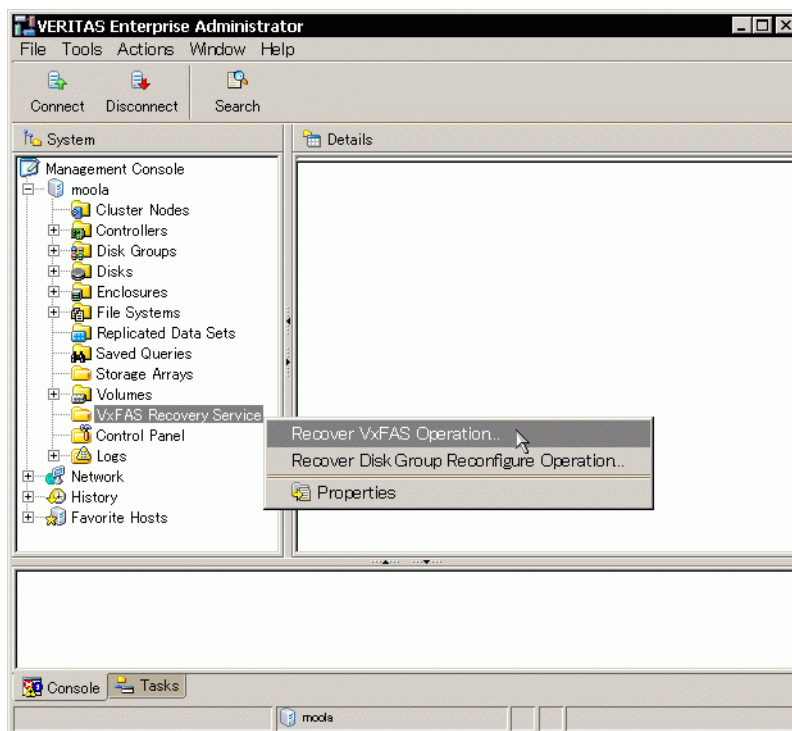 VERITAS Enterprise Administrator
File Tools Actions Window Help
Connect Disconnect Search
System
Details
Management Console
moola
Cluster Nodes
Controllers
Disk Groups
Disks
Enclosures
File Systems
Replicated Data Sets
Saved Queries
Storage Arrays
Volumes
VxFAS Recovery Service
Recover VxFAS Operation...
Control Panel
Recover Disk Group Reconfigure Operation...
Logs
Network
Properties
History
Favorite Hosts
Console Tasks
moola